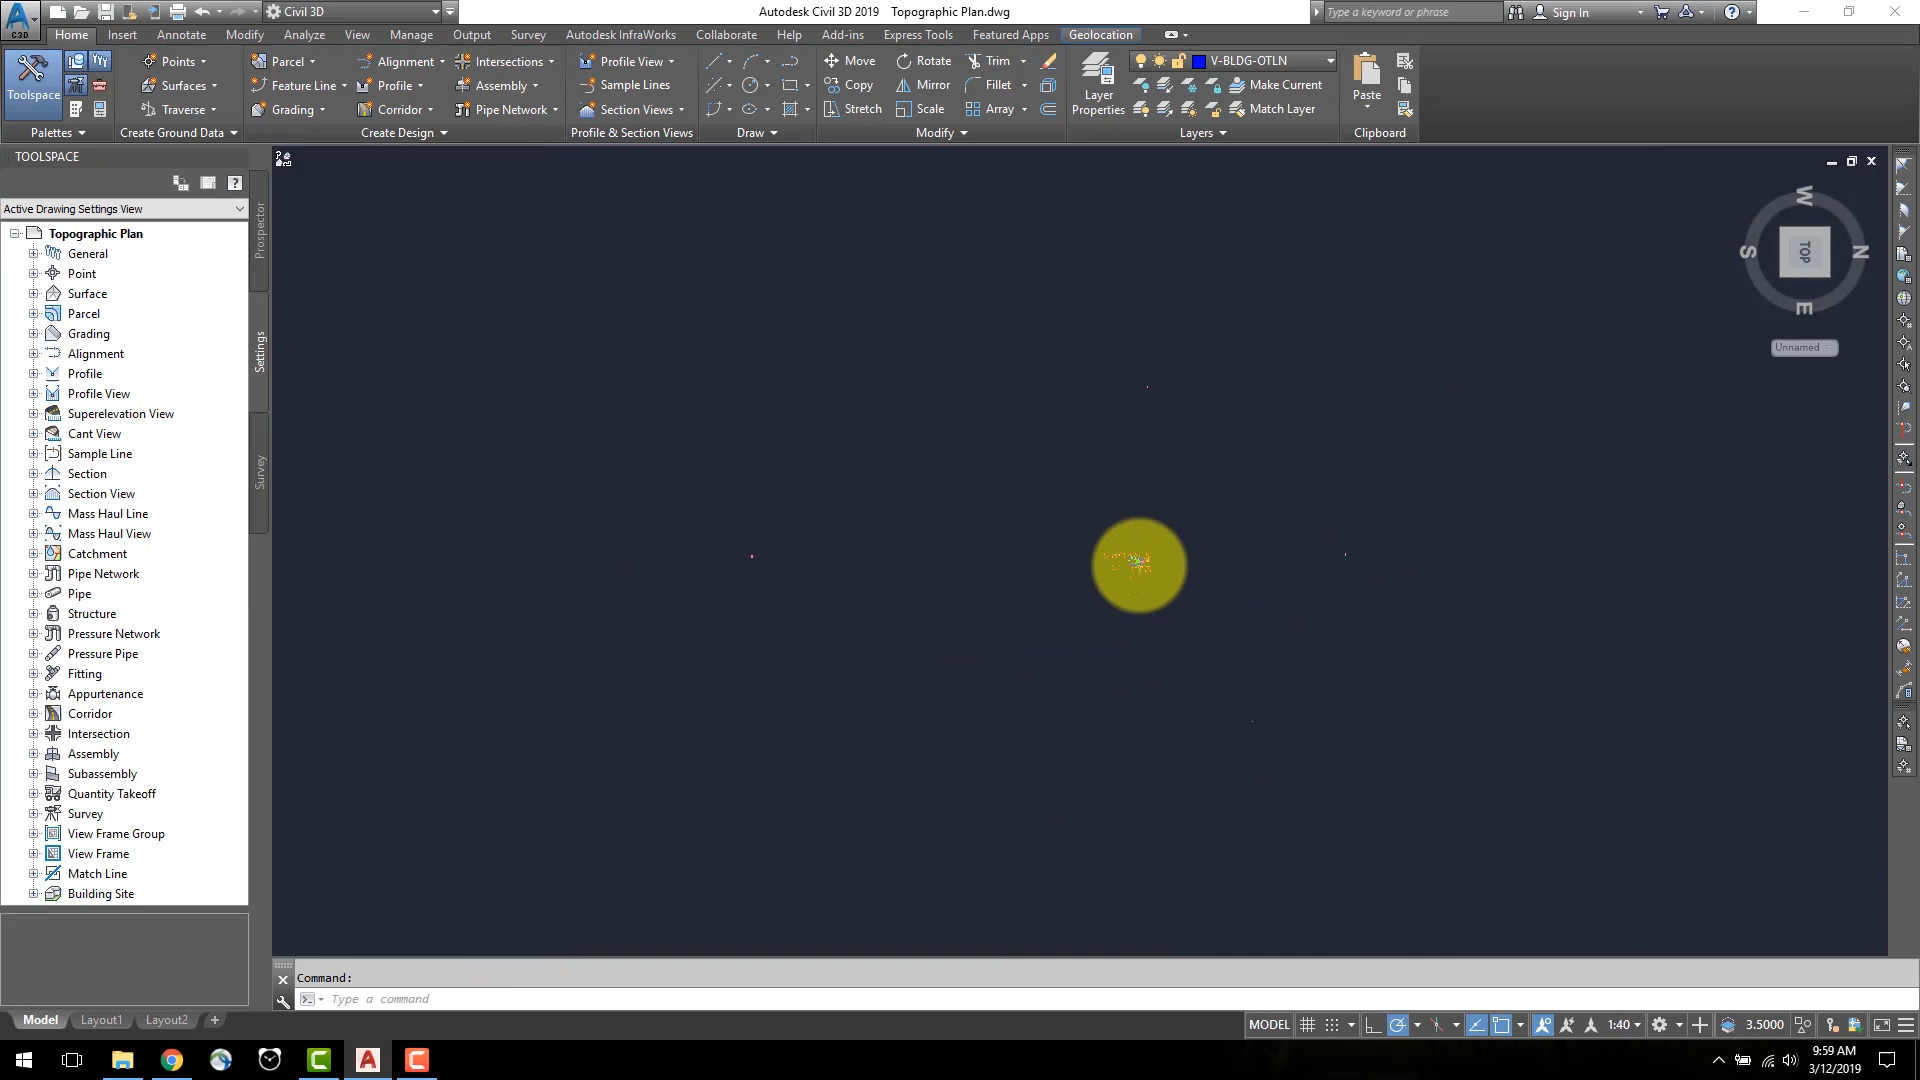 Civil 3D
Autodesk Civil 3D 2019 Topographic Plan.dwg
Type a keyword or phrase
Sign In
C3D
Home Insert Annotate Modify Analyze View Manage Output Survey Autodesk InfraWorks Collaborate Help Add-ins Express Tools Featured Apps Geolocation
Toolspace
Points
Surfaces
Traverse
Parcel
Feature Line
Grading
Alignment
Profile
Corridor
Intersections
Assembly
Pipe Network
Profile View
Sample Lines
Section Views
Move
Copy
Stretch
Rotate
Mirror
Scale
Trim
Fillet
Array
Layer
Properties
V-BLDG-OTLN
Make Current
Match Layer
Paste
Palettes
Create Ground Data
Create Design
Profile & Section Views
Draw
Modify
Layers
Clipboard
TOOLSPACE
Active Drawing Settings View
Topographic Plan
General
Point
Surface
Parcel
Grading
Alignment
Profile
Profile View
Superelevation View
Cant View
Sample Line
Section
Section View
Mass Haul Line
Mass Haul View
Catchment
Pipe Network
Pipe
Structure
Pressure Network
Pressure Pipe
Fitting
Appurtenance
Corridor
Intersection
Assembly
Subassembly
Quantity Takeoff
Survey
View Frame Group
View Frame
Match Line
Building Site
Prospector
Settings
Survey
W
S
TOP
N
E
Unnamed
Command:
Type a command
Model Layout1 Layout2
MODEL
1:40
3.5000
9:59 AM
3/12/2019